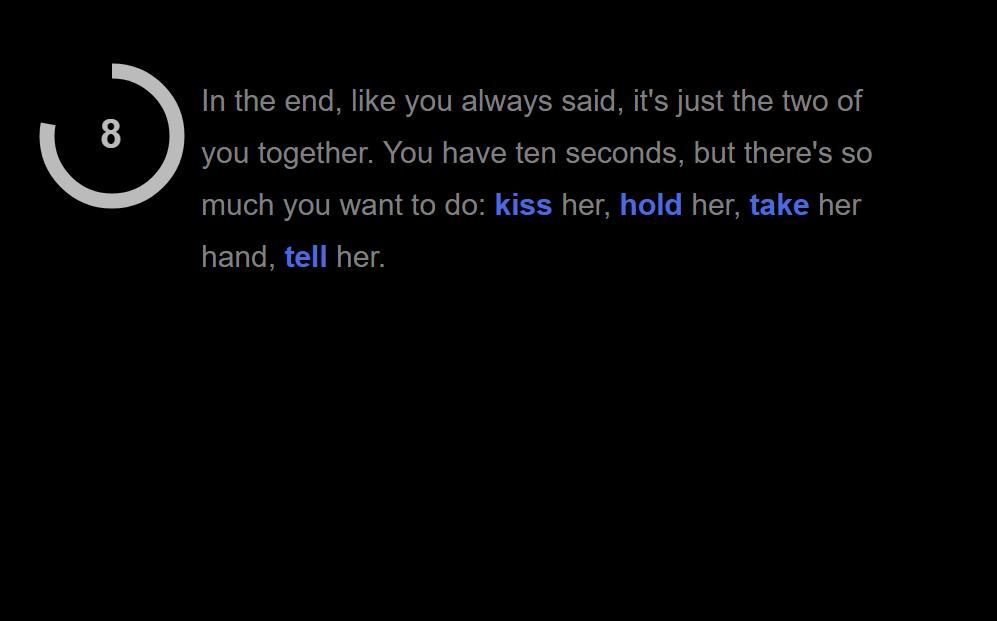 8
In the end, like you always said, it's just the two of
you together. You have ten seconds, but there's so
much you want to do: kiss her, hold her, take her
hand, tell her.